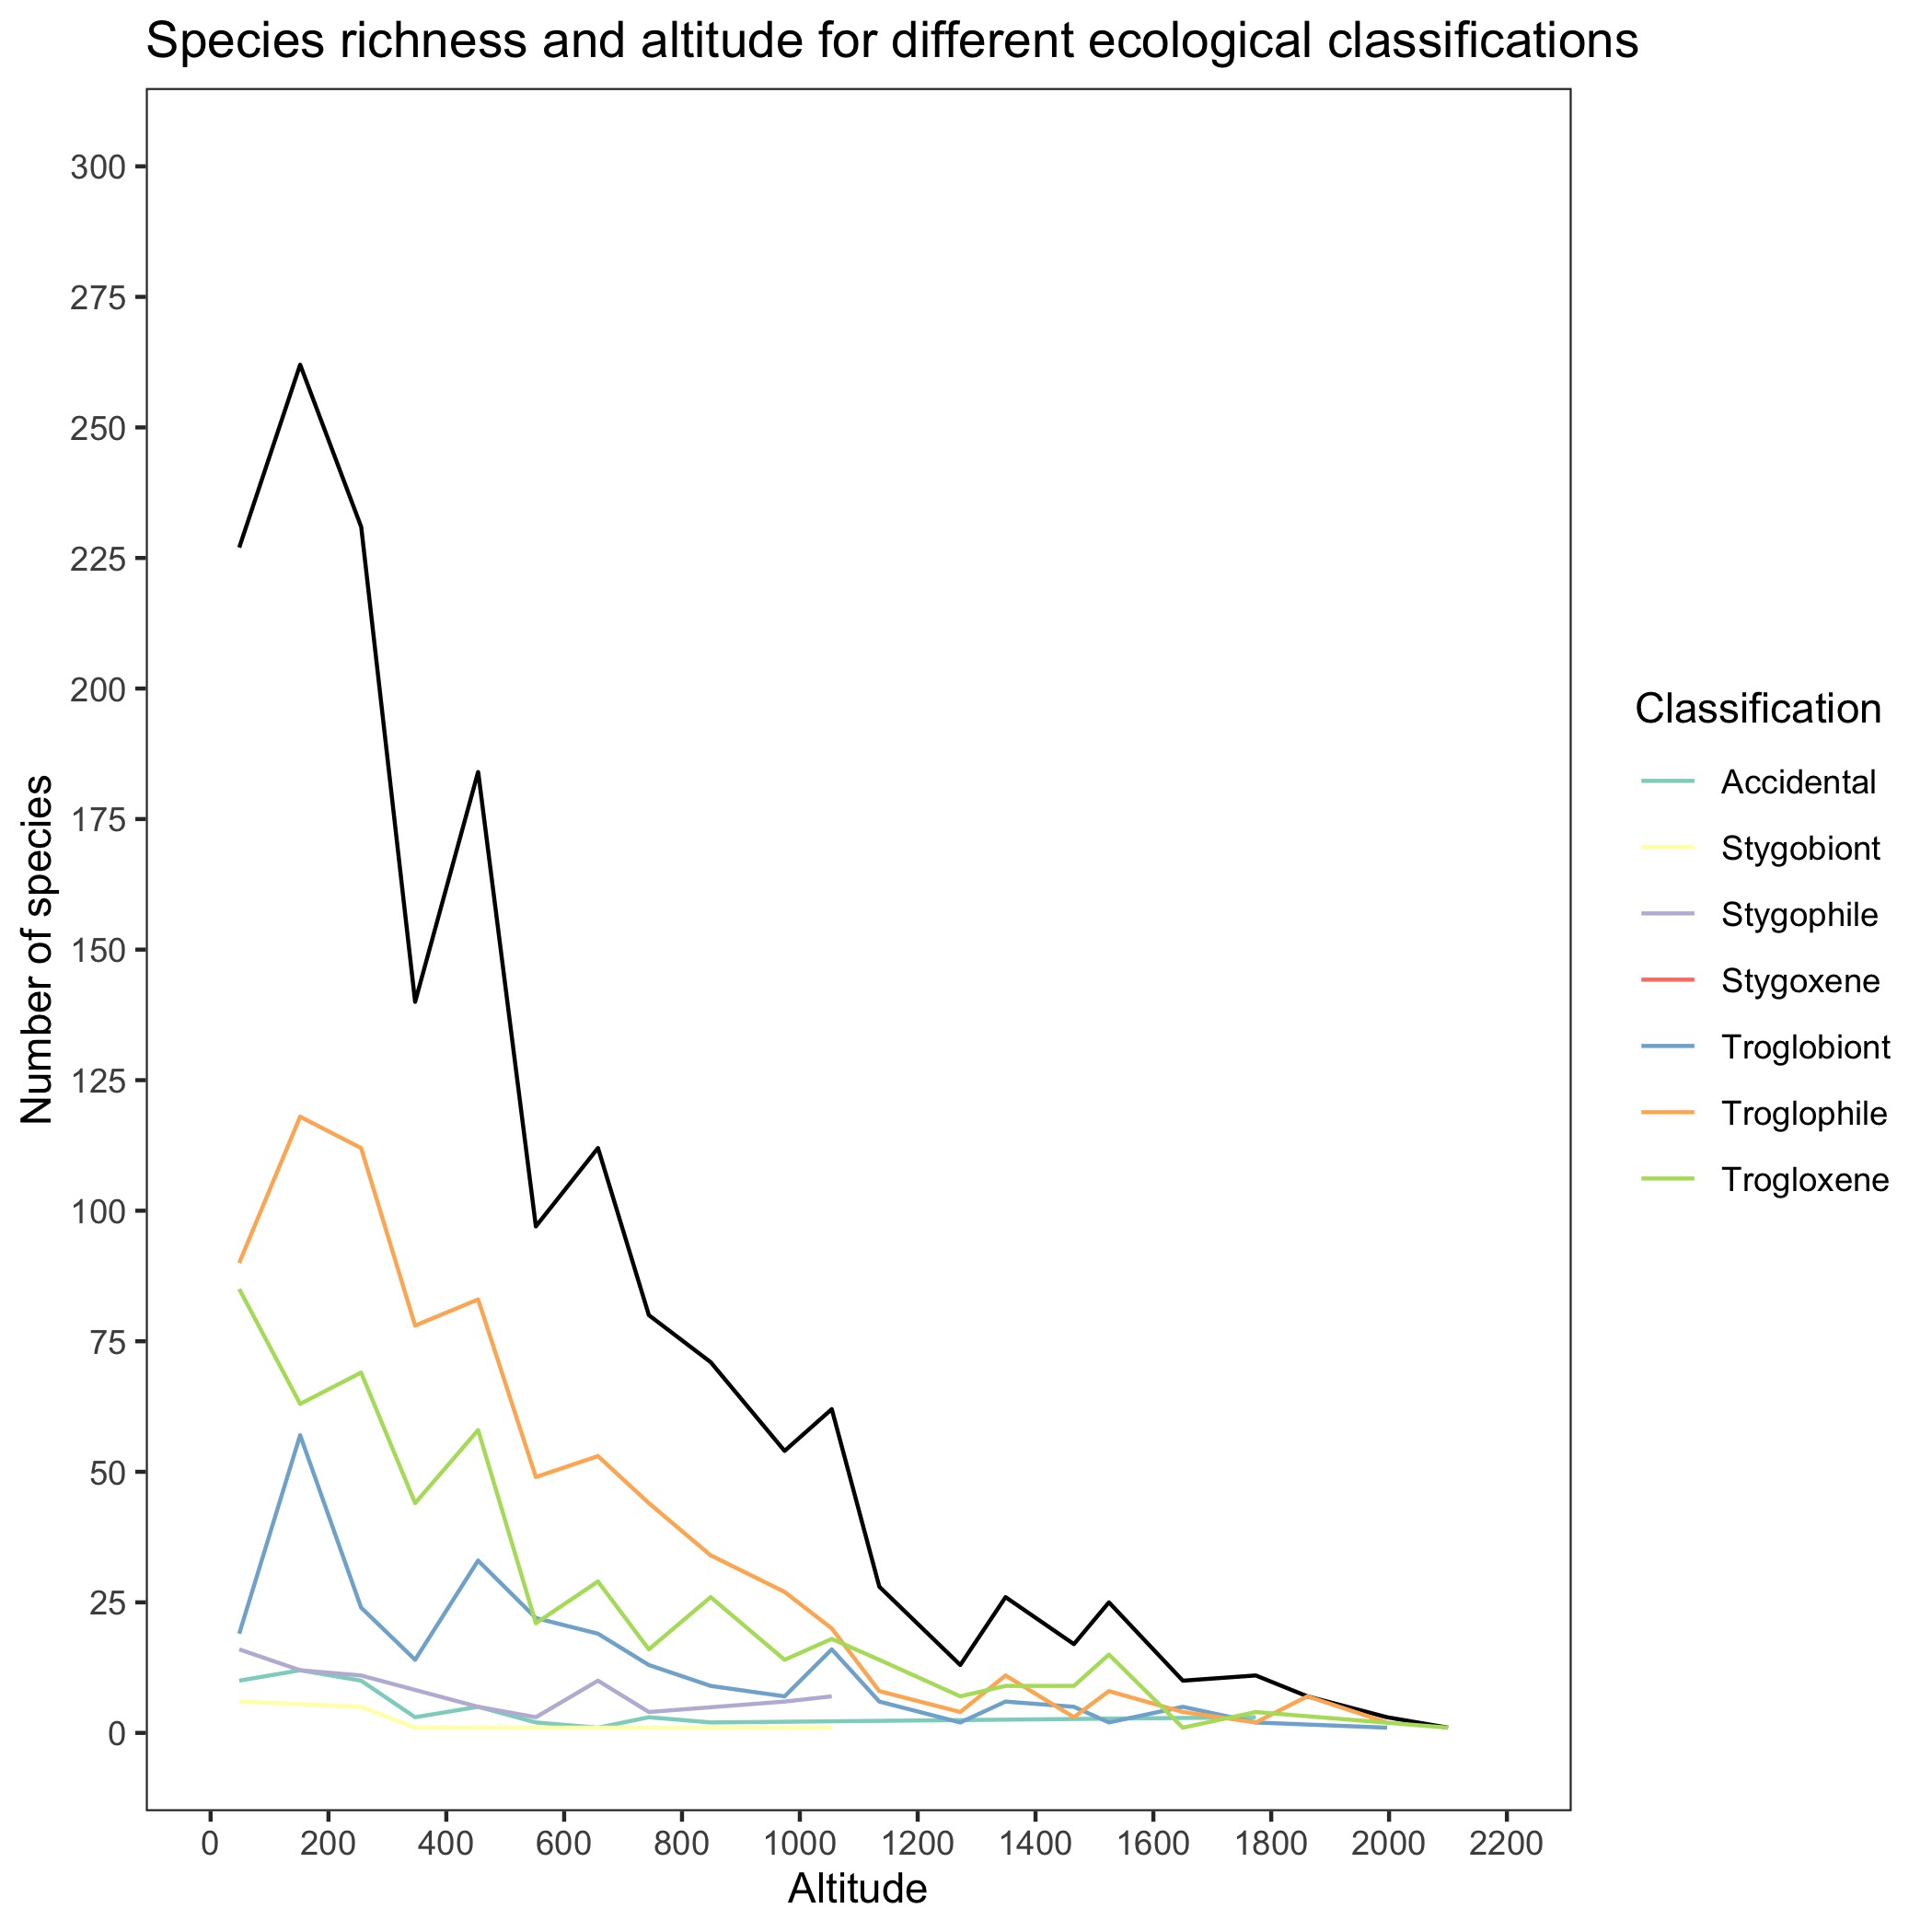 Species richness and altitude for different ecological classifications
Number of species
300
275
250
225
200
175
150
125
100
75
50
25
0
0 200 400 600 800 1000 1200 1400 1600 1800 2000 2200
Altitude
Classification
Accidental
Stygobiont
Stygophile
Stygoxene
Troglobiont
Troglophile
Trogloxene